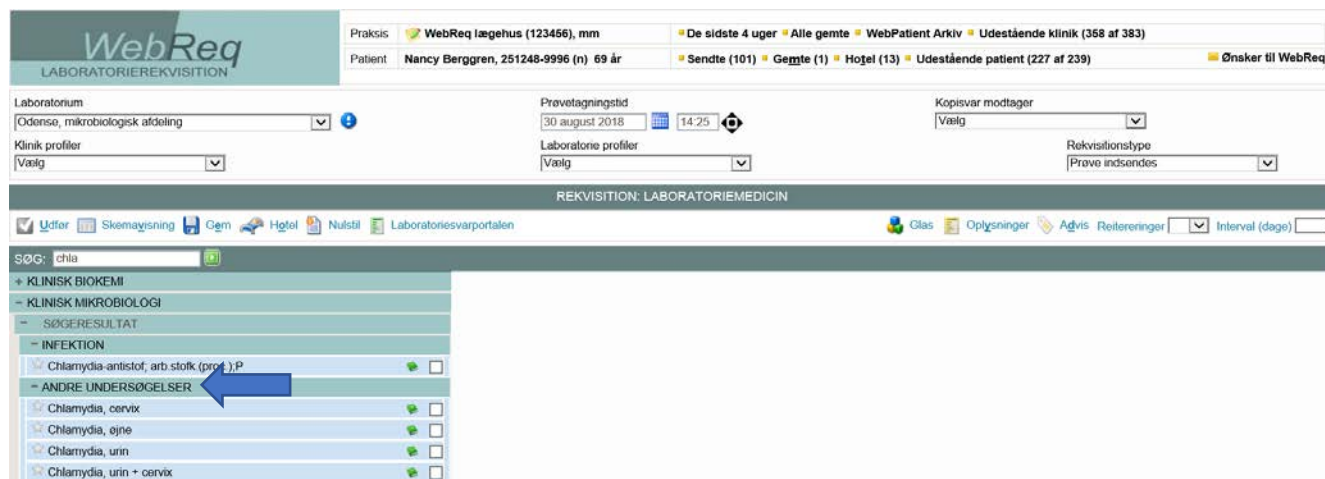 WebReq
LABORATORIEREKVISITION
Praksis WebReq lægehus (123456), mm De sidste 4 uger Alle gemte WebPatient Arkiv Udestående klinik (358 af 383)
Patient Nancy Berggren, 251248-9996 (n) 69 år Sendte (101) Gemte (1) Hotel (13) Udestående patient (227 af 239) Ønsker til WebReq
Laboratorium Prøvetagningstid Kopisvar modtager
Odense, mikrobiologisk afdeling 30 august 2018 14:25 Vælg
Klinik profiler Laboratorie profiler Rekvisitionstype
Vælg Vælg Prøve indsendes
REKVISITION: LABORATORIEMEDICIN
Udfør Skemavisning Gem Hotel Nulstil Laboratoriesvarportalen Glas Oplysninger Advis Reitereringer Interval (dage)
SØG: chla
+ KLINISK BIOKEMI
- KLINISK MIKROBIOLOGI
- SØGERESULTAT
- INFEKTION
Chlamydia-antistof; arb.stofk.(proc.);P
- ANDRE UNDERSØGELSER
Chlamydia, cervix
Chlamydia, øjne
Chlamydia, urin
Chlamydia, urin + cervix